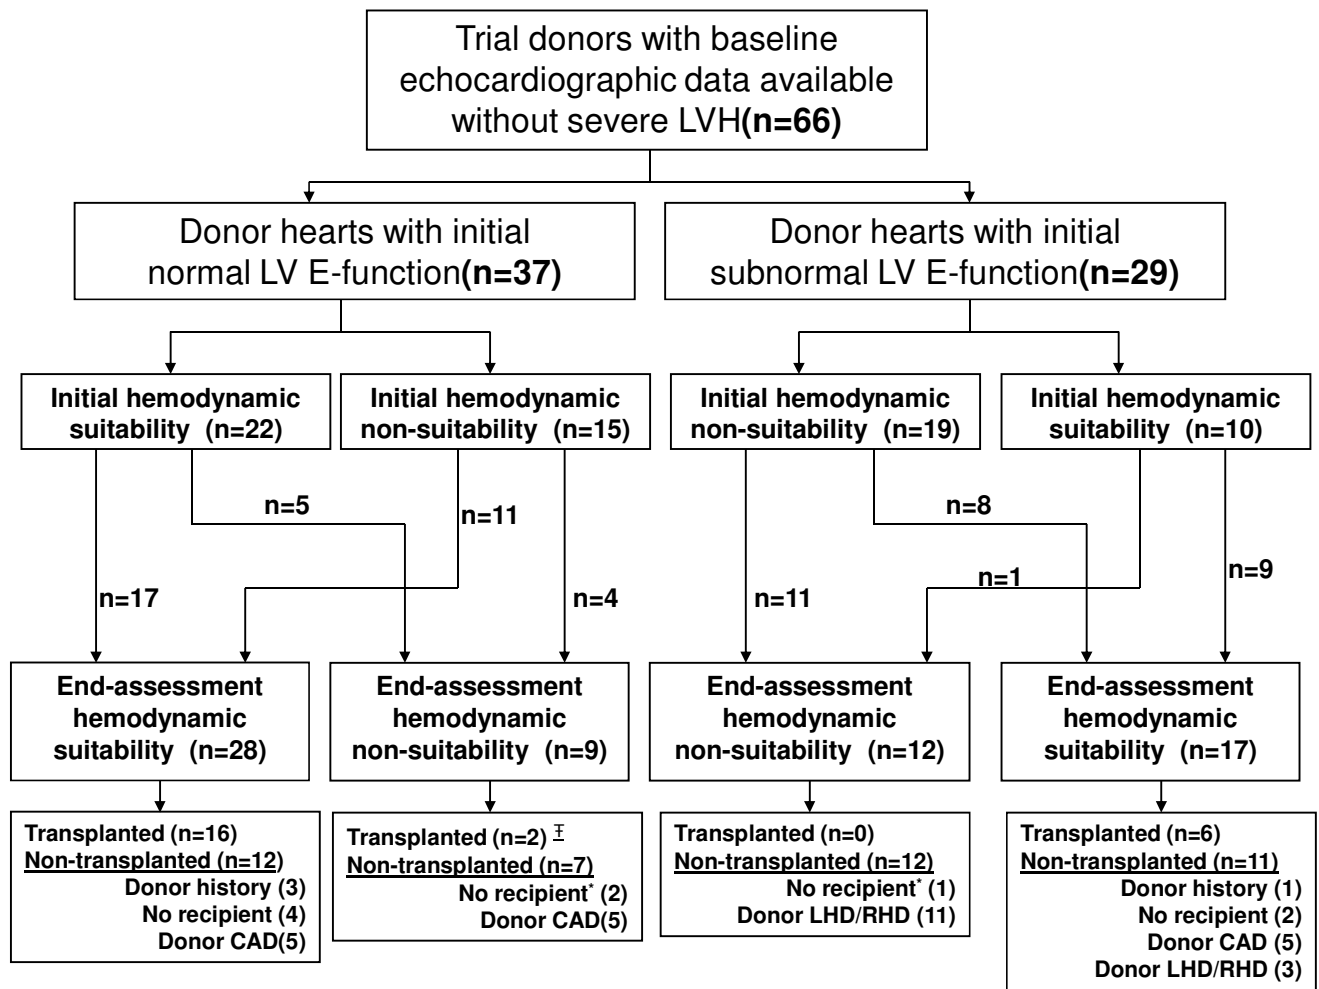 Trial donors with baseline
echocardiographic data available
without severe LVH(n=66)
Donor hearts with initial
normal LV E-function(n=37)
Donor hearts with initial
subnormal LV E-function(n=29)
Initial hemodynamic
suitability (n=22)
Initial hemodynamic
non-suitability (n=15)
Initial hemodynamic
non-suitability (n=19)
Initial hemodynamic
suitability (n=10)
n=5
n=11
n=8
n=17
n=4
n=11
n=1
n=9
End-assessment
hemodynamic
suitability (n=28)
End-assessment
hemodynamic
non-suitability (n=9)
End-assessment
hemodynamic
non-suitability (n=12)
End-assessment
hemodynamic
suitability (n=17)
Transplanted (n=16)
Non-transplanted (n=12)
Donor history (3)
No recipient (4)
Donor CAD(5)
Transplanted (n=2) Ŧ
Non-transplanted (n=7)
No recipient* (2)
Donor CAD(5)
Transplanted (n=0)
Non-transplanted (n=12)
No recipient* (1)
Donor LHD/RHD (11)
Transplanted (n=6)
Non-transplanted (n=11)
Donor history (1)
No recipient (2)
Donor CAD (5)
Donor LHD/RHD (3)